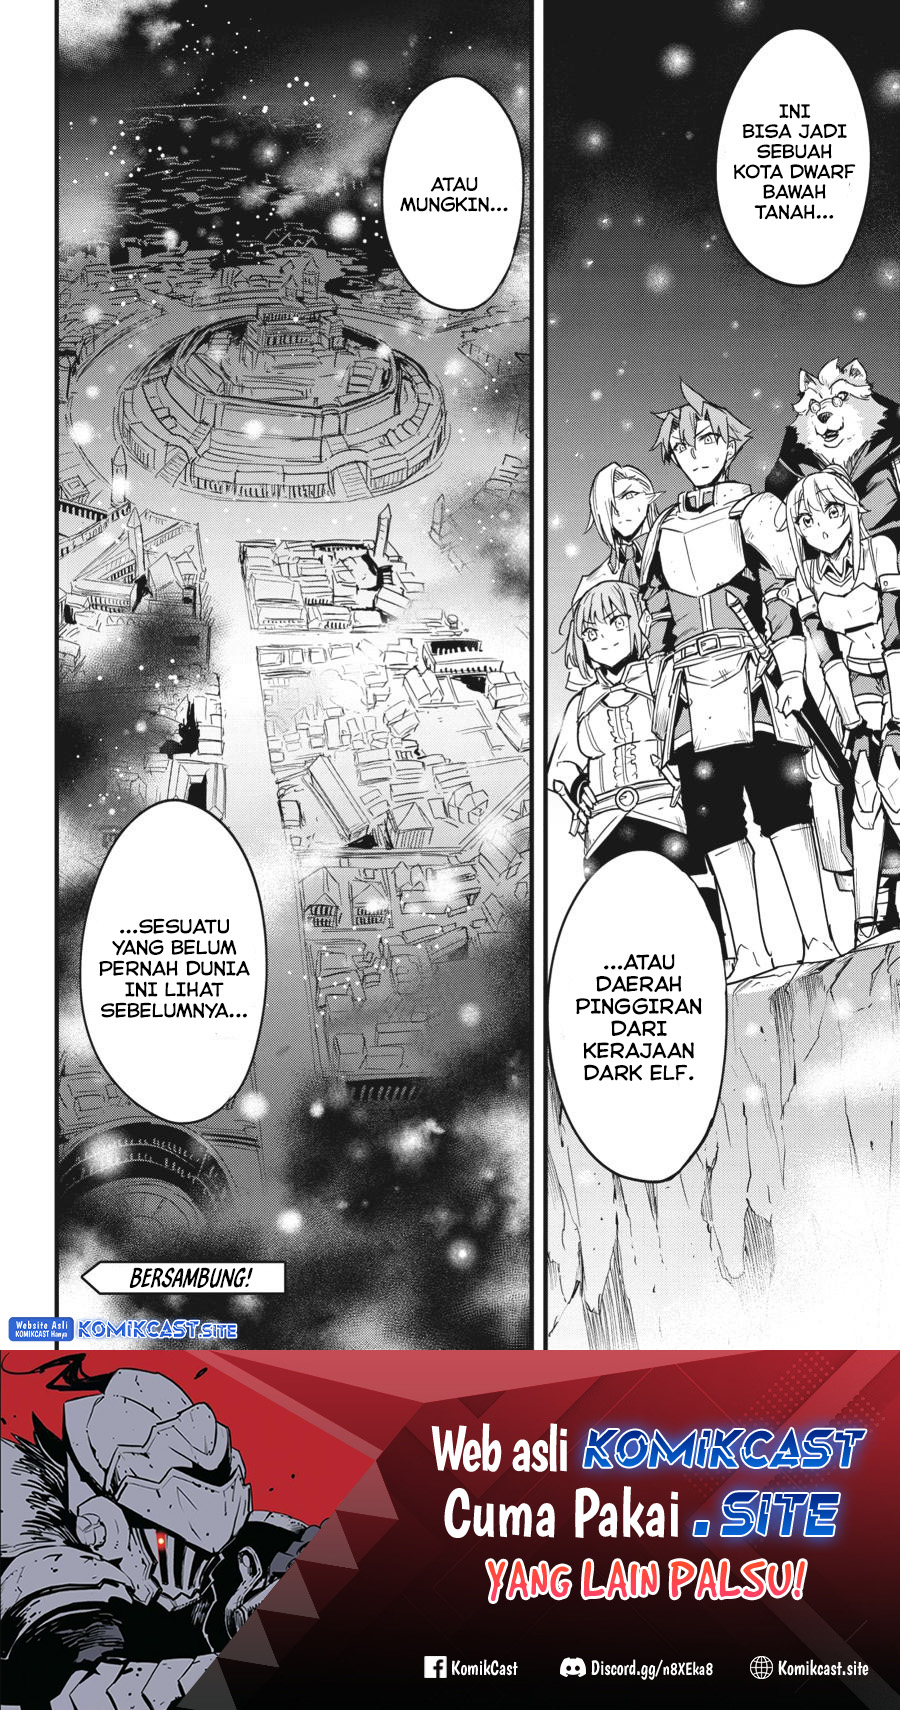 INI
BISA JADI
SEBUAH
KOTA DWARF
BAWAH
TANAH...
...ATAU
DAERAH
PINGGIRAN
DARI
KERAJAAN
DARK ELF.
ATAU
MUNGKIN...
...SESUATU
YANG BELUM
PERNAH DUNIA
INI LIHAT
SEBELUMNYA...
BERSAMBUNG!
Website Asli
KOMIKCAST Hanya
KOMIKCAST.SITE
Web asli KOMIKCAST
Cuma Pakai .SITE
YANG LAIN PALSU!
KomikCast
Discord.gg/n8XEka8
Komikcast.site